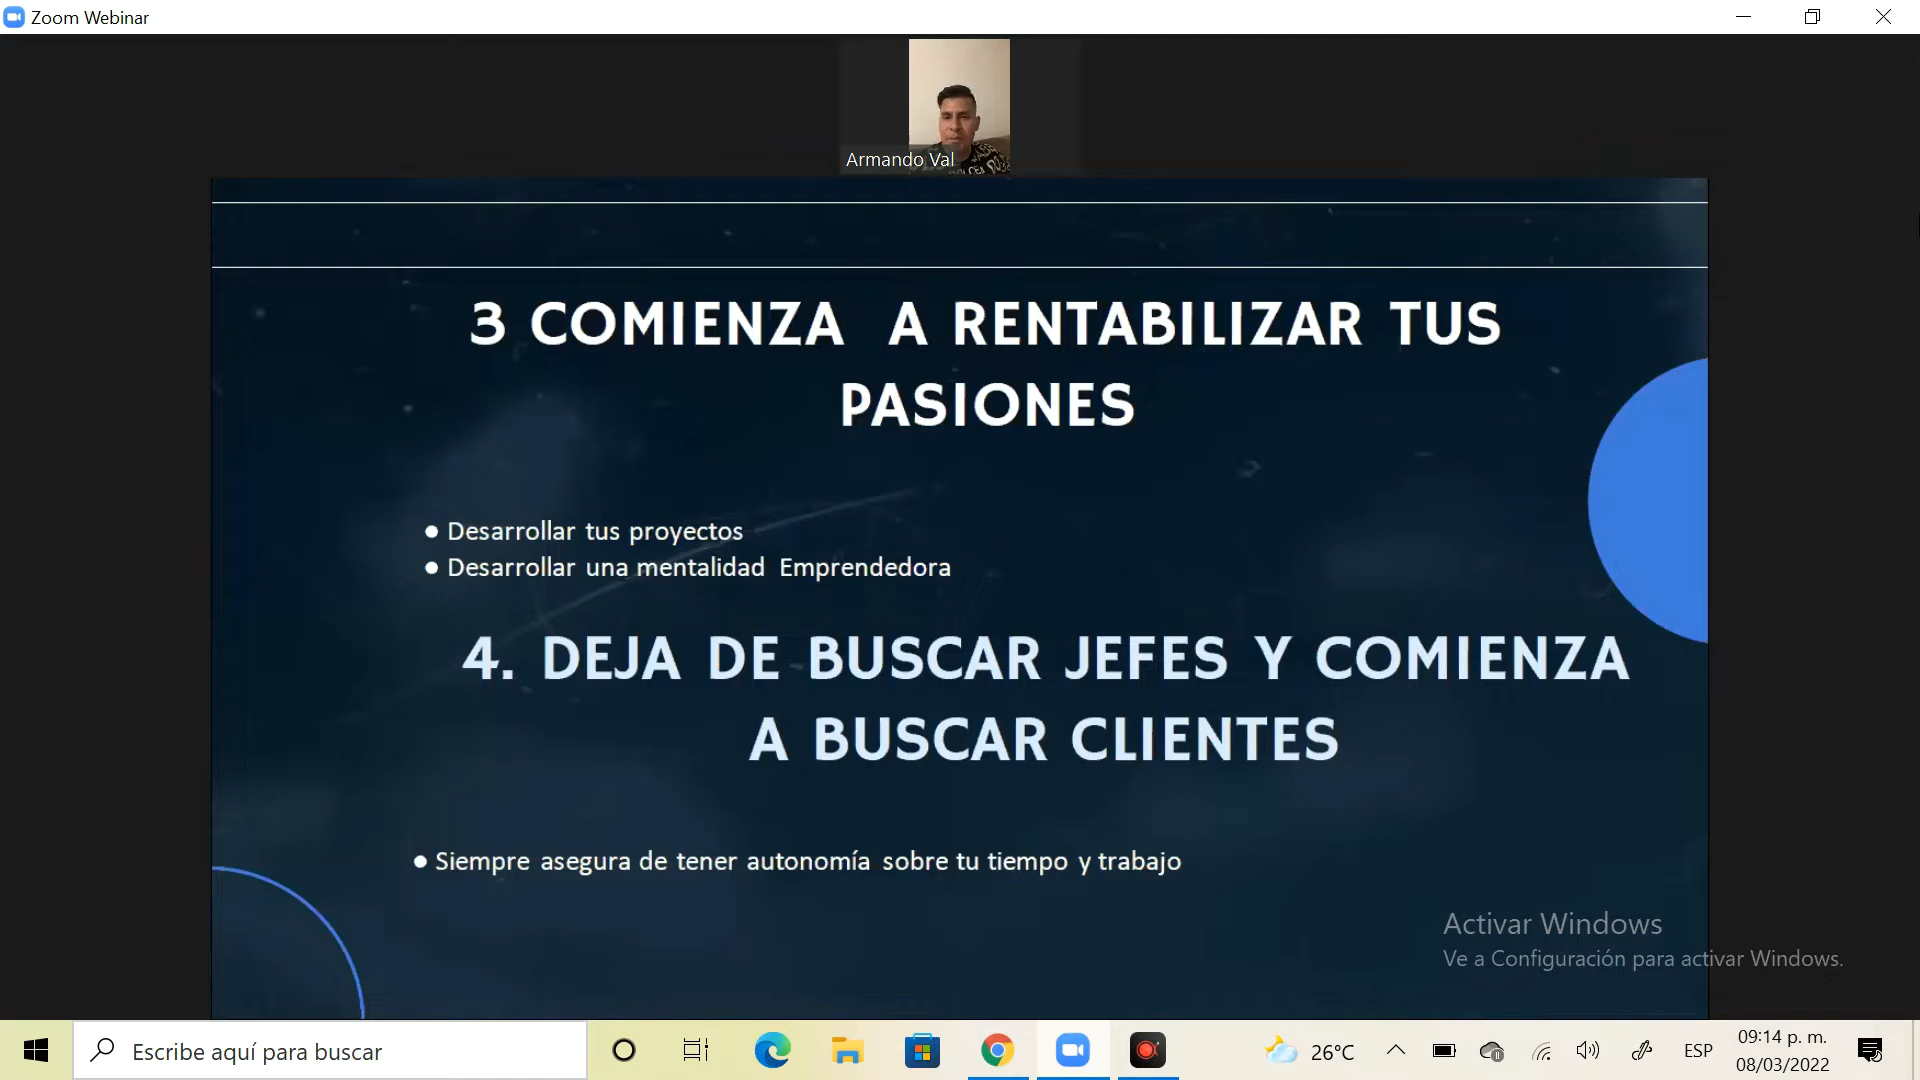 Zoom Webinar
Armando Val
3 COMIENZA A RENTABILIZAR TUS
PASIONES
● Desarrollar tus proyectos
● Desarrollar una mentalidad Emprendedora
4. DEJA DE BUSCAR JEFES Y COMIENZA
A BUSCAR CLIENTES
● Siempre asegura de tener autonomía sobre tu tiempo y trabajo
Activar Windows
Ve a Configuración para activar Windows.
Escribe aquí para buscar
26°C
ESP
09:14 p. m.
08/03/2022